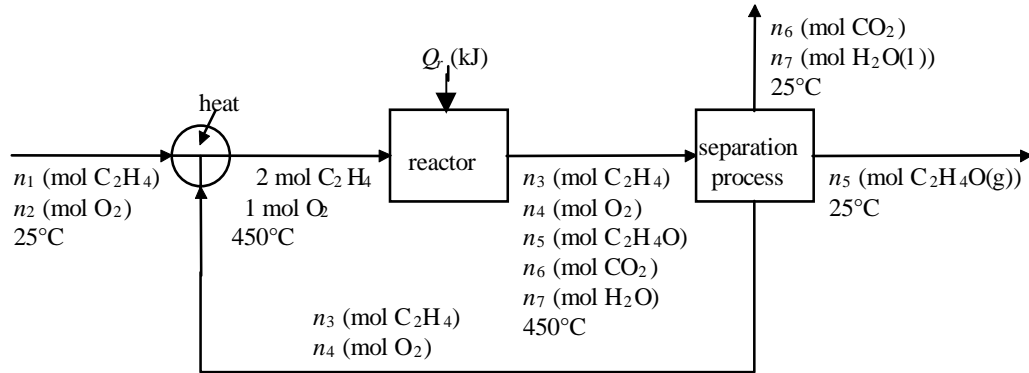 n₆ (mol CO₂)
n₇ (mol H₂O(l ))
25°C
Qᵣ (kJ)
heat
reactor
separation
process
n₁ (mol C₂H₄)
n₂ (mol O₂)
25°C
2 mol C₂H₄
1 mol O₂
450°C
n₃ (mol C₂H₄)
n₄ (mol O₂)
n₅ (mol C₂H₄O)
n₆ (mol CO₂)
n₇ (mol H₂O)
450°C
n₅ (mol C₂H₄O(g))
25°C
n₃ (mol C₂H₄)
n₄ (mol O₂)